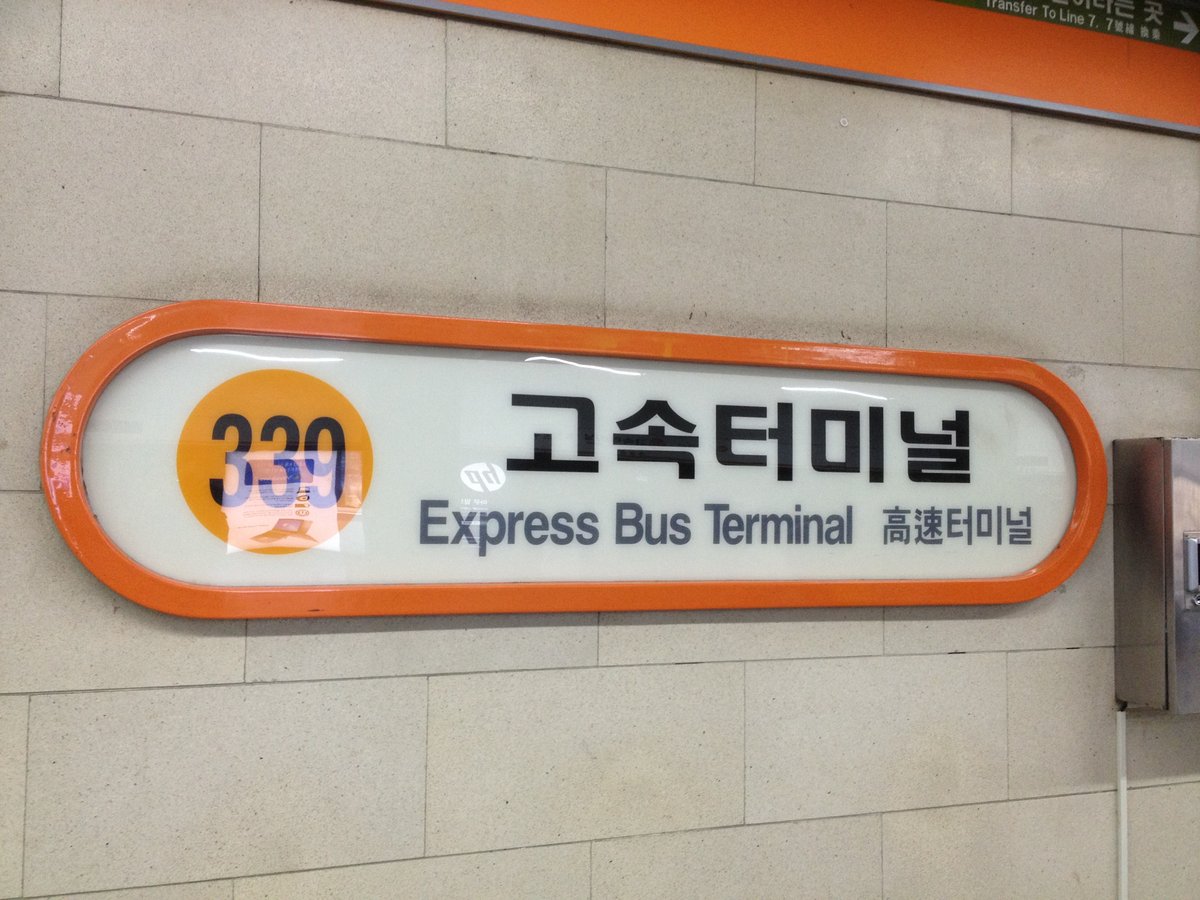 Transfer To Line 7, 7號線 換乘
339
고속터미널
Express Bus Terminal 高速터미널
hp